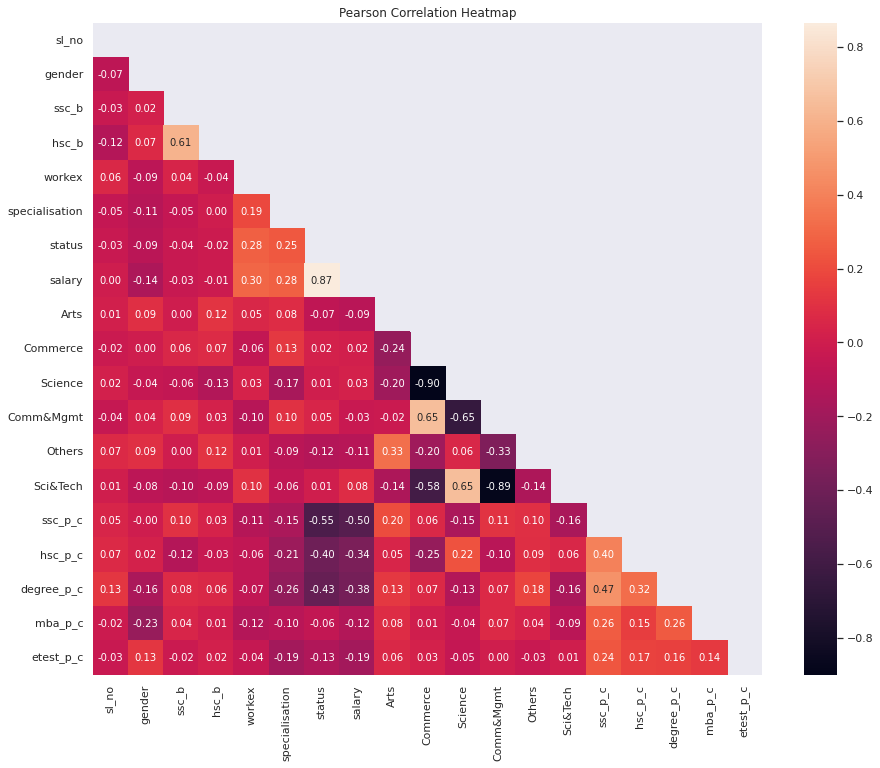 Pearson Correlation Heatmap
sl_no
gender -0.07
ssc_b -0.03 0.02
hsc_b -0.12 0.07 0.61
workex 0.06 -0.09 0.04 -0.04
specialisation -0.05 -0.11 -0.05 0.00 0.19
status -0.03 -0.09 -0.04 -0.02 0.28 0.25
salary 0.00 -0.14 -0.03 -0.01 0.30 0.28 0.87
Arts 0.01 0.09 0.00 0.12 0.05 0.08 -0.07 -0.09
Commerce -0.02 0.00 0.06 0.07 -0.06 0.13 0.02 0.02 -0.24
Science 0.02 -0.04 -0.06 -0.13 0.03 -0.17 0.01 0.03 -0.20 -0.90
Comm&Mgmt -0.04 0.04 0.09 0.03 -0.10 0.10 0.05 -0.03 -0.02 0.65 -0.65
Others 0.07 0.09 0.00 0.12 0.01 -0.09 -0.12 -0.11 0.33 -0.20 0.06 -0.33
Sci&Tech 0.01 -0.08 -0.10 -0.09 0.10 -0.06 0.01 0.08 -0.14 -0.58 0.65 -0.89 -0.14
ssc_p_c 0.05 -0.00 0.10 0.03 -0.11 -0.15 -0.55 -0.50 0.20 0.06 -0.15 0.11 0.10 -0.16
hsc_p_c 0.07 0.02 -0.12 -0.03 -0.06 -0.21 -0.40 -0.34 0.05 -0.25 0.22 -0.10 0.09 0.06 0.40
degree_p_c 0.13 -0.16 0.08 0.06 -0.07 -0.26 -0.43 -0.38 0.13 0.07 -0.13 0.07 0.18 -0.16 0.47 0.32
mba_p_c -0.02 -0.23 0.04 0.01 -0.12 -0.10 -0.06 -0.12 0.08 0.01 -0.04 0.07 0.04 -0.09 0.26 0.15 0.26
etest_p_c -0.03 0.13 -0.02 0.02 -0.04 -0.19 -0.13 -0.19 0.06 0.03 -0.05 0.00 -0.03 0.01 0.24 0.17 0.16 0.14
sl_no gender ssc_b hsc_b workex specialisation status salary Arts Commerce Science Comm&Mgmt Others Sci&Tech ssc_p_c hsc_p_c degree_p_c mba_p_c etest_p_c
0.8
0.6
0.4
0.2
0.0
−0.2
−0.4
−0.6
−0.8